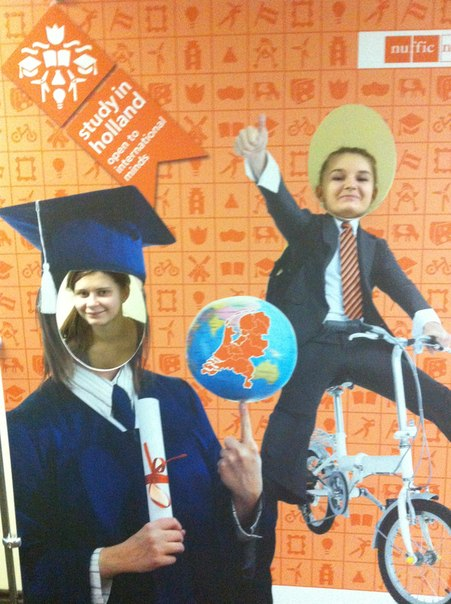 study in
holland
open to
international
minds
nuffic